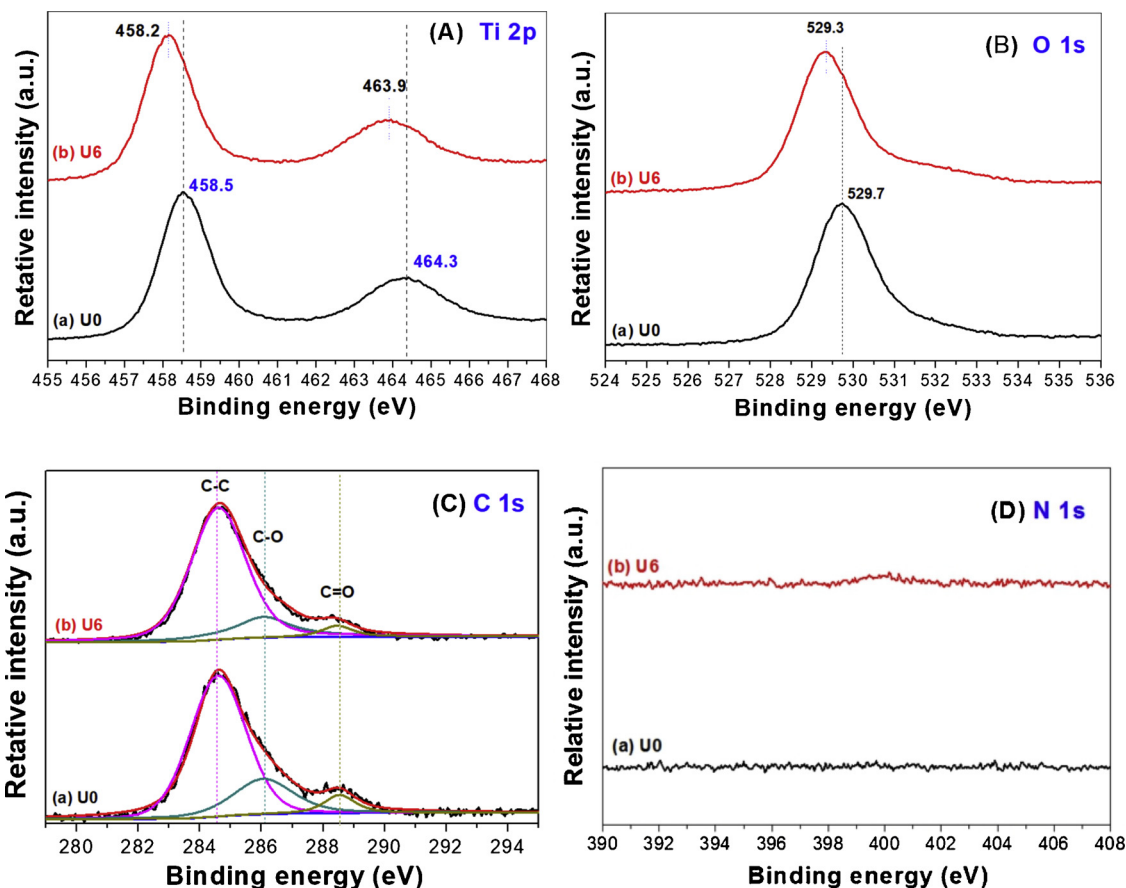 (A) Ti 2p
458.2
463.9
(b) U6
458.5
464.3
(a) U0
Retative intensity (a.u.)
455 456 457 458 459 460 461 462 463 464 465 466 467 468
Binding energy (eV)
(B) O 1s
529.3
(b) U6
529.7
(a) U0
Retative intensity (a.u.)
524 525 526 527 528 529 530 531 532 533 534 535 536
Binding energy (eV)
(C) C 1s
C-C
C-O
C=O
(b) U6
(a) U0
Retative intensity (a.u.)
280 282 284 286 288 290 292 294
Binding energy (eV)
(D) N 1s
(b) U6
(a) U0
Relative intensity (a.u.)
390 392 394 396 398 400 402 404 406 408
Binding energy (eV)